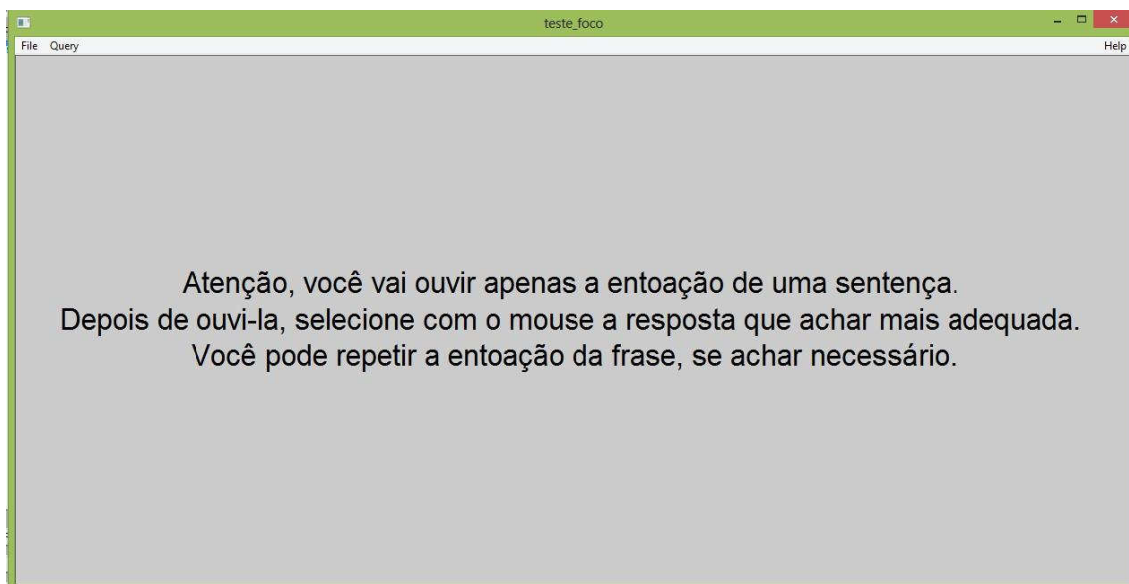 teste_foco
File Query Help
Atenção, você vai ouvir apenas a entoação de uma sentença.
Depois de ouvi-la, selecione com o mouse a resposta que achar mais adequada.
Você pode repetir a entoação da frase, se achar necessário.